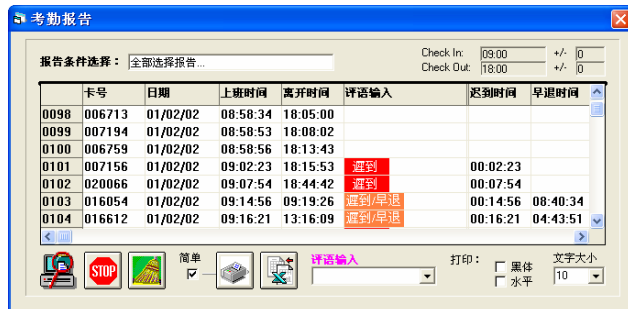 考勤报告
报告条件选择： 全部选择报告... Check In: 09:00 +/- 0
Check Out: 18:00 +/- 0
卡号 日期 上班时间 离开时间 评语输入 迟到时间 早退时间
0098 006713 01/02/02 08:58:34 18:05:00
0099 007194 01/02/02 08:58:53 18:08:02
0100 006759 01/02/02 08:58:56 18:13:43
0101 007156 01/02/02 09:02:23 18:15:53 遲到 00:02:23
0102 020066 01/02/02 09:07:54 18:44:42 遲到 00:07:54
0103 016054 01/02/02 09:14:56 09:19:26 遲到/早退 00:14:56 08:40:34
0104 016612 01/02/02 09:16:21 13:16:09 遲到/早退 00:16:21 04:43:51
STOP 简单 评语输入 打印： 黑体 文字大小
水平 10